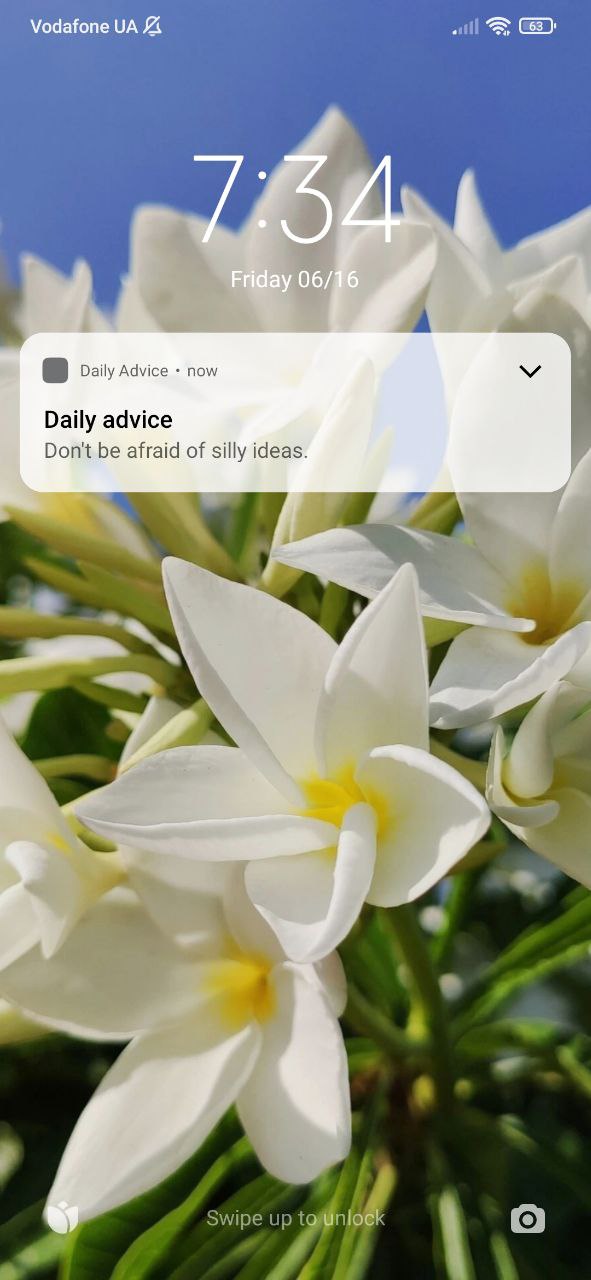 Vodafone UA 63
7:34
Friday 06/16
Daily Advice • now
Daily advice
Don't be afraid of silly ideas.
Swipe up to unlock